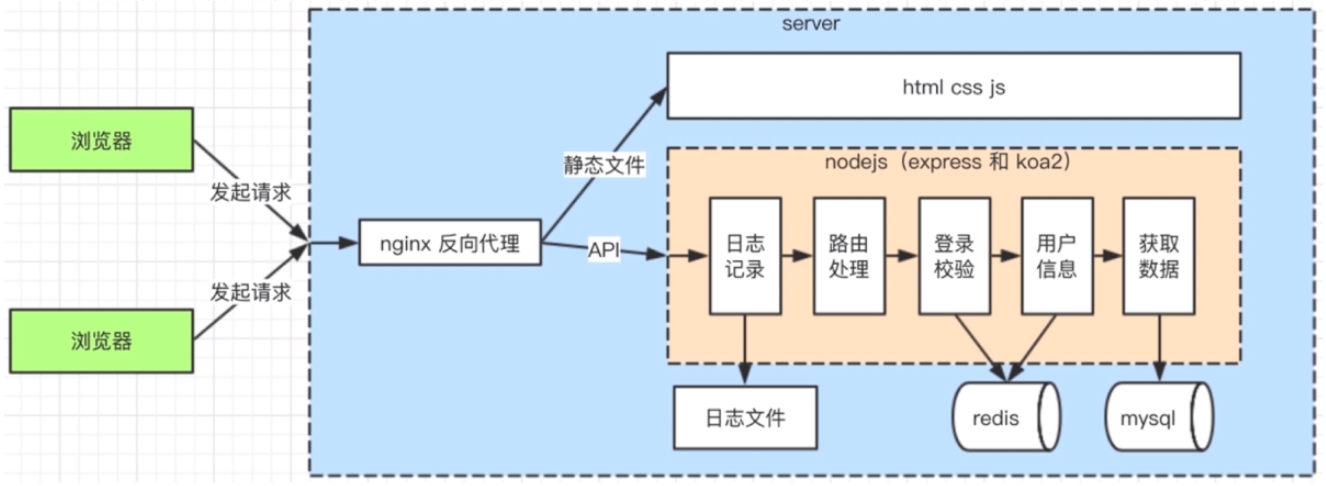 server
html css js
浏览器
发起请求
静态文件
nodejs（express 和 koa2）
nginx 反向代理
API
日志
记录
路由
处理
登录
校验
用户
信息
获取
数据
发起请求
浏览器
日志文件
redis
mysql